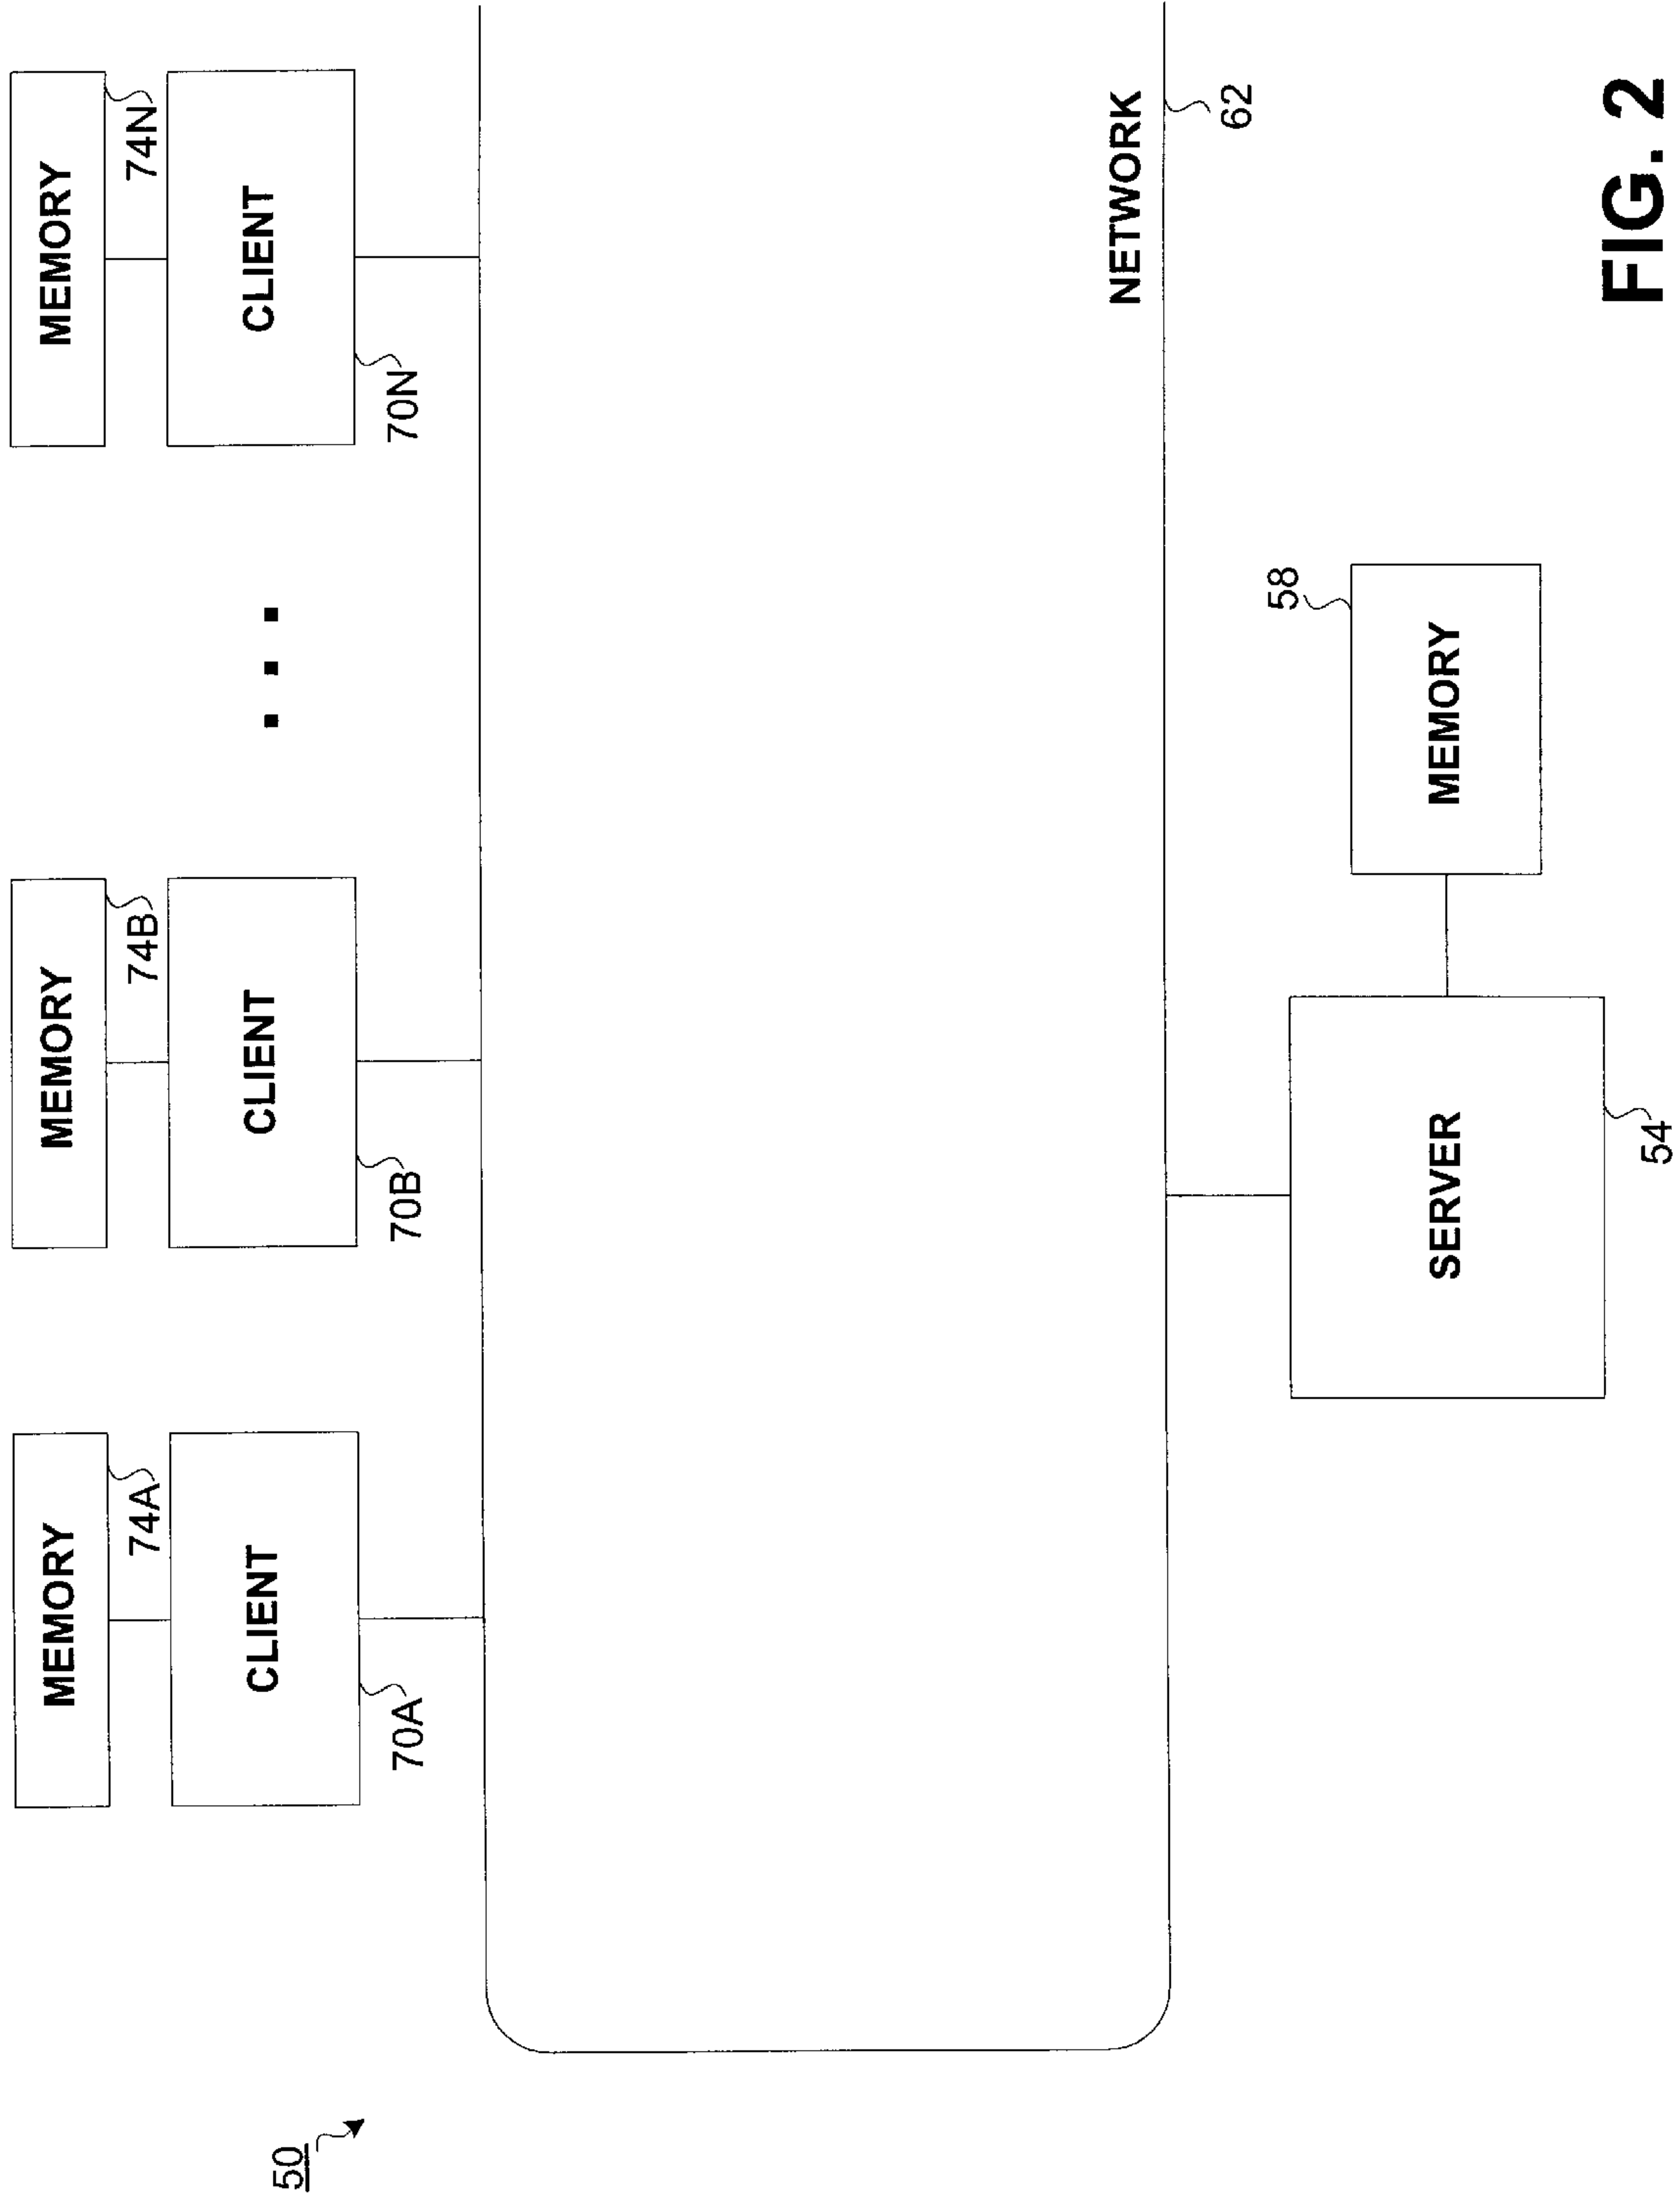 50
MEMORY
MEMORY
MEMORY
74A
74B
74N
CLIENT
CLIENT
. . .
CLIENT
70A
70B
70N
NETWORK
62
58
SERVER
MEMORY
54
FIG. 2